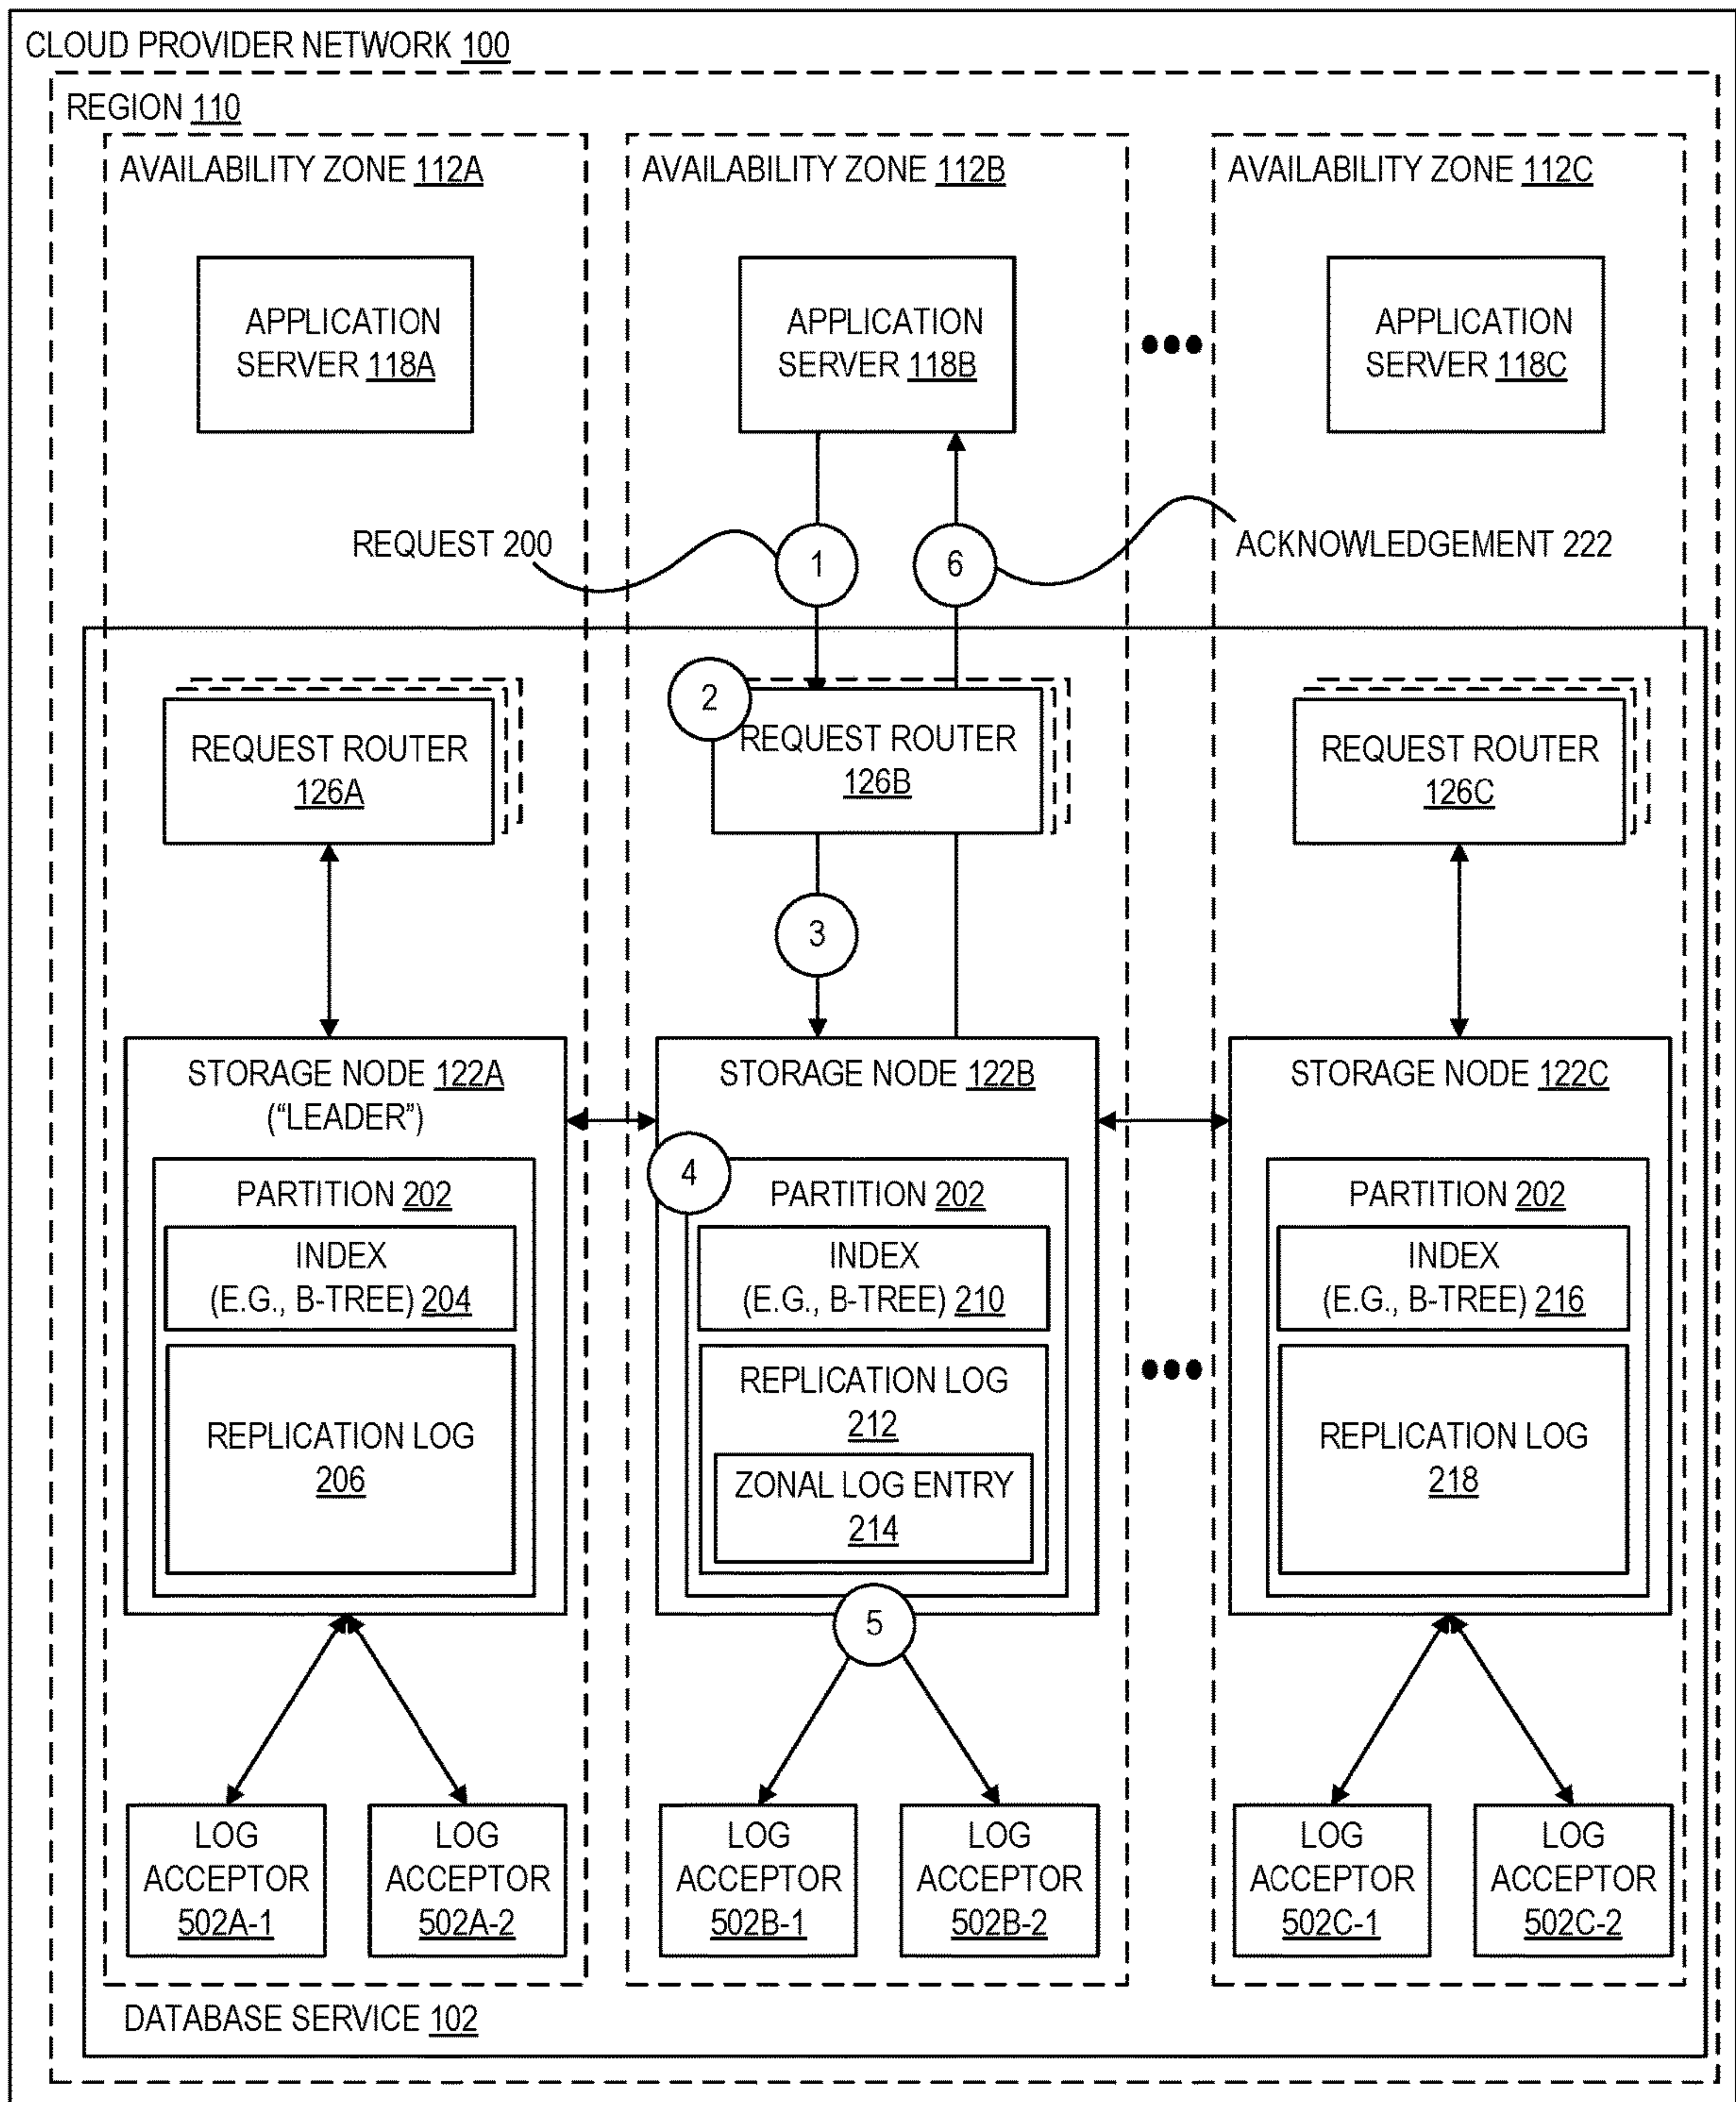 CLOUD PROVIDER NETWORK 100
REGION 110
AVAILABILITY ZONE 112A
AVAILABILITY ZONE 112B
AVAILABILITY ZONE 112C
APPLICATION
SERVER 118A
APPLICATION
SERVER 118B
APPLICATION
SERVER 118C
REQUEST 200
1
6
ACKNOWLEDGEMENT 222
2
REQUEST ROUTER
126A
REQUEST ROUTER
126B
REQUEST ROUTER
126C
3
STORAGE NODE 122A
("LEADER")
STORAGE NODE 122B
STORAGE NODE 122C
4
PARTITION 202
INDEX
(E.G., B-TREE) 204
REPLICATION LOG
206
PARTITION 202
INDEX
(E.G., B-TREE) 210
REPLICATION LOG
212
ZONAL LOG ENTRY
214
PARTITION 202
INDEX
(E.G., B-TREE) 216
REPLICATION LOG
218
5
LOG
ACCEPTOR
502A-1
LOG
ACCEPTOR
502A-2
LOG
ACCEPTOR
502B-1
LOG
ACCEPTOR
502B-2
LOG
ACCEPTOR
502C-1
LOG
ACCEPTOR
502C-2
DATABASE SERVICE 102